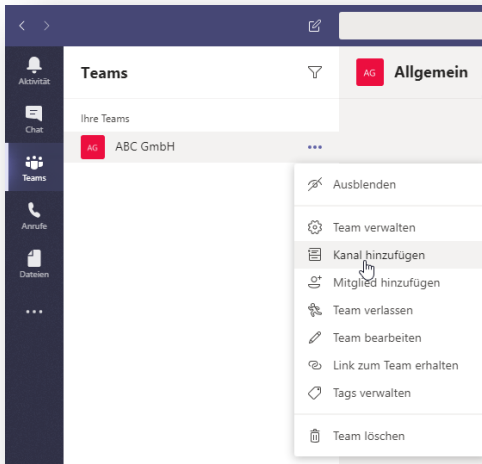 Aktivität
Chat
Teams
Anrufe
Dateien
Teams
Ihre Teams
AG ABC GmbH
AG Allgemein
Ausblenden
Team verwalten
Kanal hinzufügen
Mitglied hinzufügen
Team verlassen
Team bearbeiten
Link zum Team erhalten
Tags verwalten
Team löschen